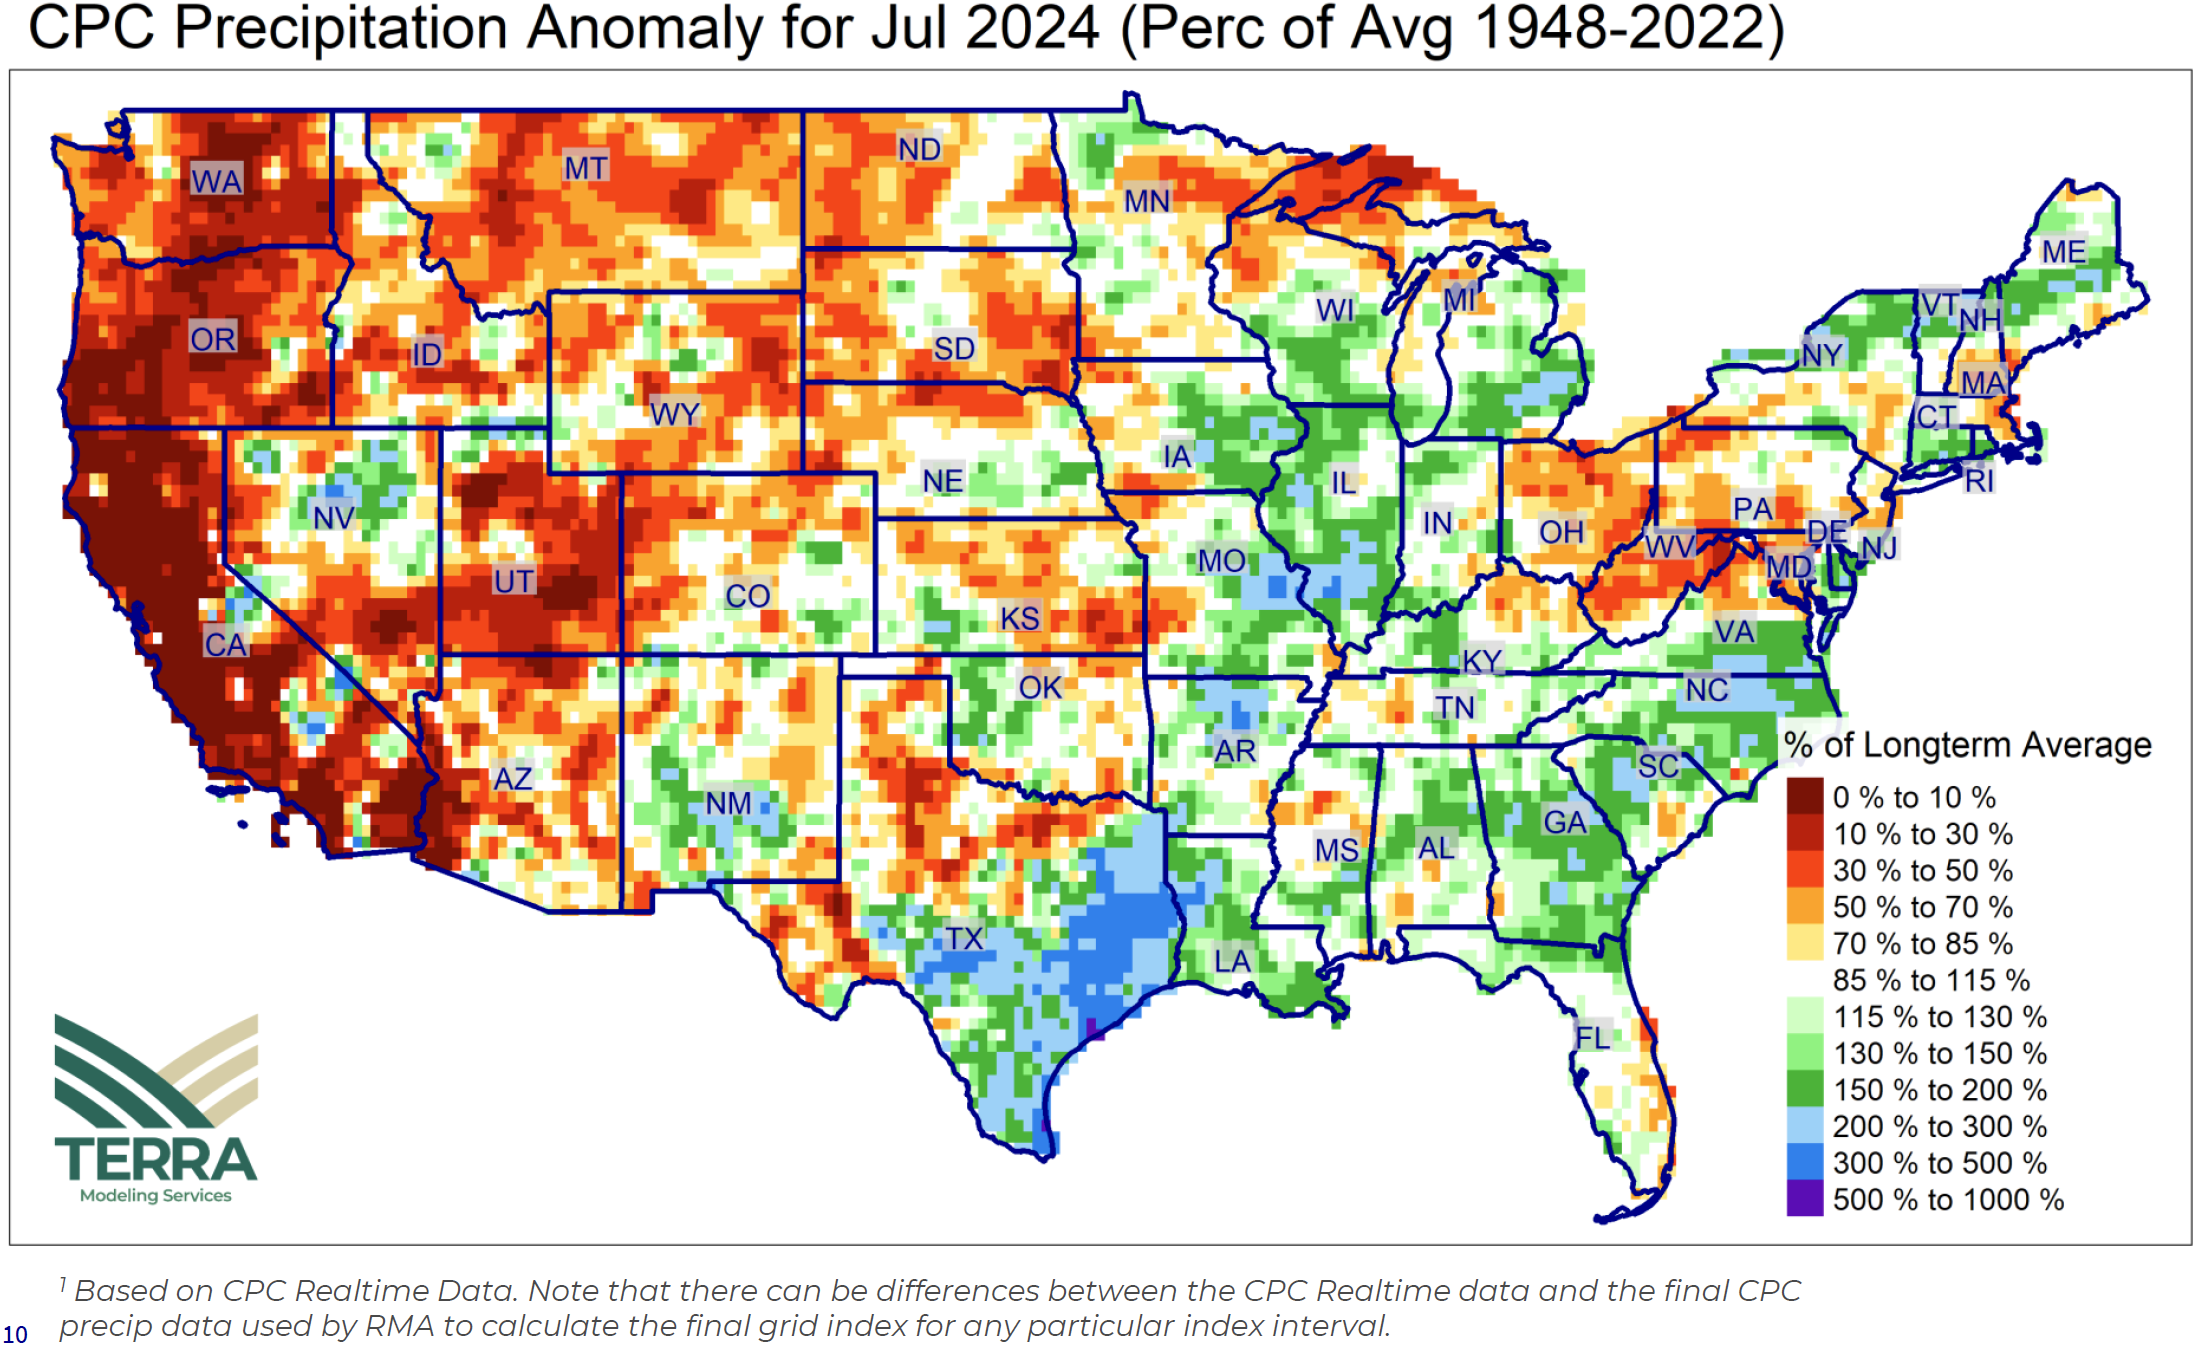 CPC Precipitation Anomaly for Jul 2024 (Perc of Avg 1948-2022)
WA
MT
ND
MN
ME
OR
ID
SD
WI
MI
VT
NH
NY
WY
MA
CT
IA
NE
IL
RI
NV
IN
OH
PA
DE
NJ
WV
MD
MO
UT
CO
KS
CA
VA
KY
OK
NC
TN
AR
SC
AZ
NM
GA
MS
AL
TX
LA
FL
% of Longterm Average
0 % to 10 %
10 % to 30 %
30 % to 50 %
50 % to 70 %
70 % to 85 %
85 % to 115 %
115 % to 130 %
130 % to 150 %
150 % to 200 %
200 % to 300 %
300 % to 500 %
500 % to 1000 %
TERRA
Modeling Services
1 Based on CPC Realtime Data. Note that there can be differences between the CPC Realtime data and the final CPC
precip data used by RMA to calculate the final grid index for any particular index interval.
10